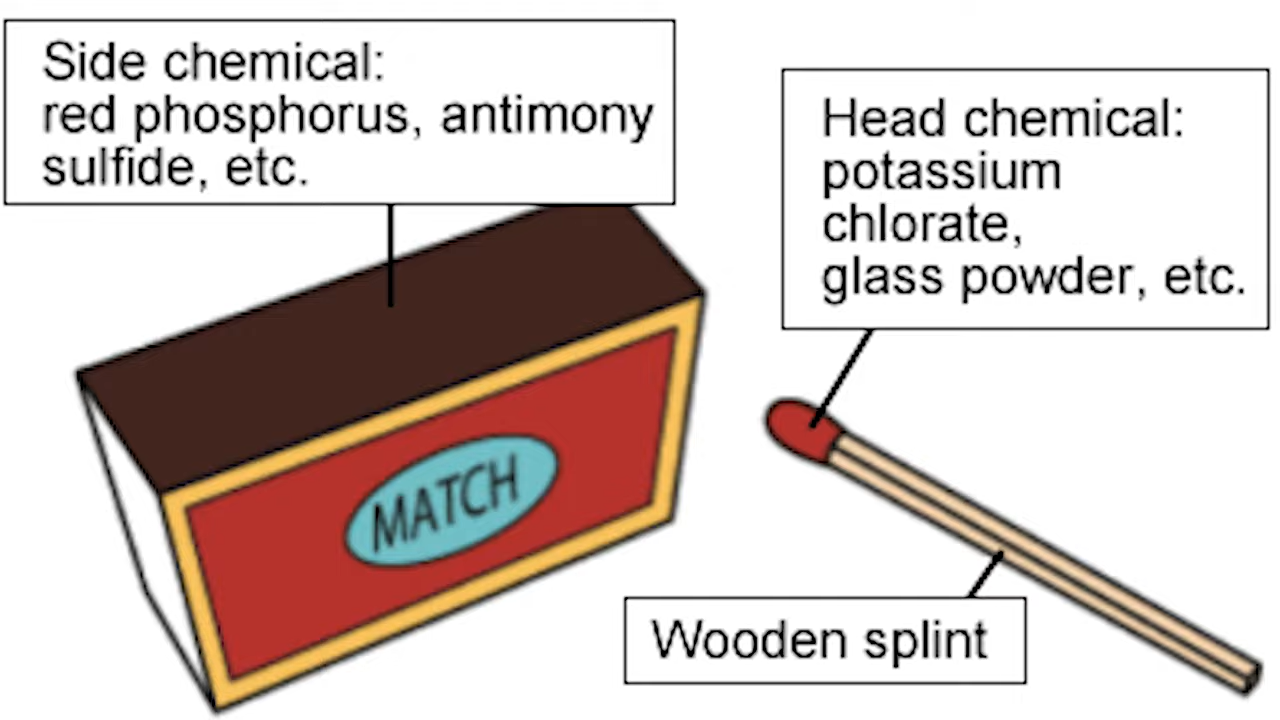 Side chemical:
red phosphorus, antimony
sulfide, etc.
Head chemical:
potassium
chlorate,
glass powder, etc.
MATCH
Wooden splint